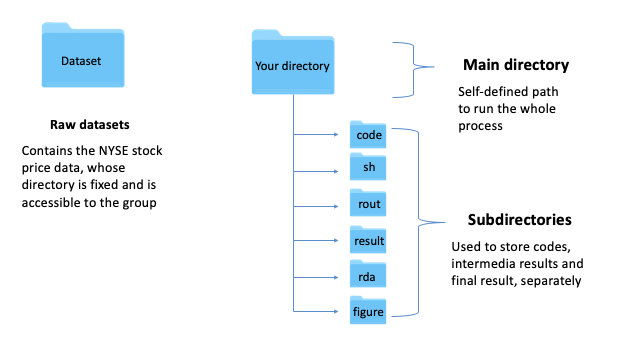 Dataset
Raw datasets
Contains the NYSE stock
price data, whose
directory is fixed and is
accessible to the group
Your directory
code
sh
rout
result
rda
figure
Main directory
Self-defined path
to run the whole
process
Subdirectories
Used to store codes,
intermedia results and
final result, separately